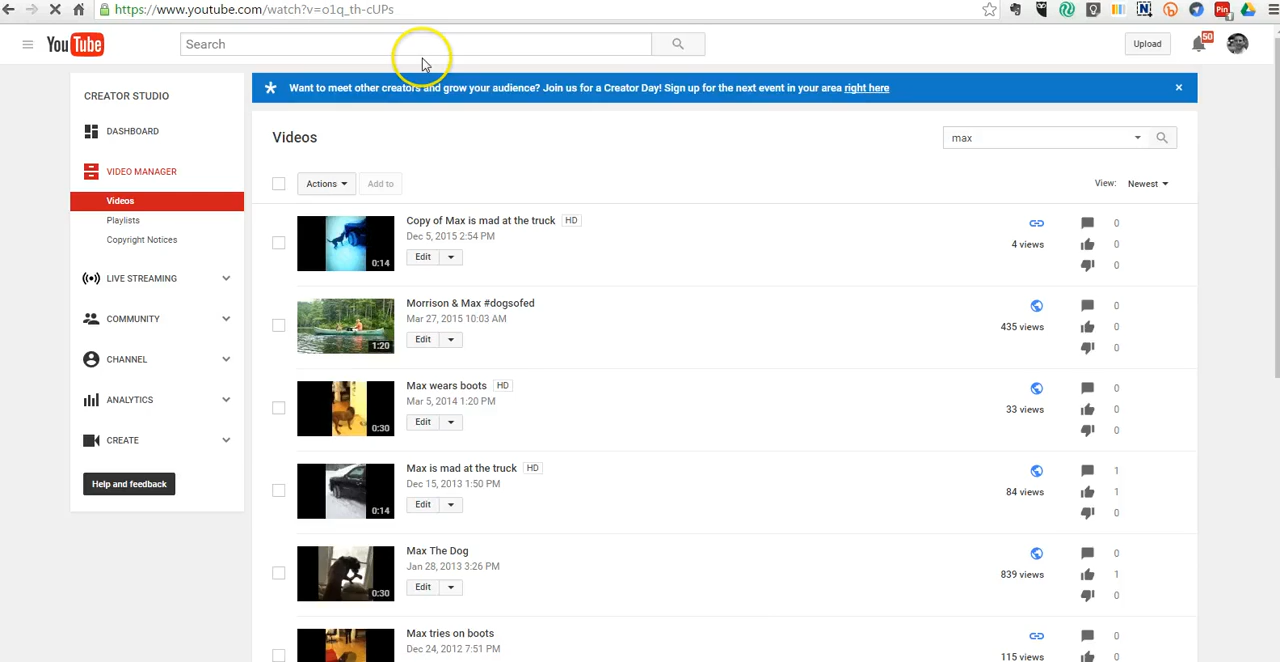 https://www.youtube.com/watch?v=o1q_th-cUPs
YouTube
Search
Upload
50
CREATOR STUDIO
DASHBOARD
VIDEO MANAGER
Videos
Playlists
Copyright Notices
LIVE STREAMING
COMMUNITY
CHANNEL
ANALYTICS
CREATE
Help and feedback
Want to meet other creators and grow your audience? Join us for a Creator Day! Sign up for the next event in your area right here ×
Videos
max
Actions
Add to
View: Newest
Copy of Max is mad at the truck HD
Dec 5, 2015 2:54 PM
Edit
0:14
4 views
0
0
0
Morrison & Max #dogsofed
Mar 27, 2015 10:03 AM
Edit
1:20
435 views
0
0
0
Max wears boots HD
Mar 5, 2014 1:20 PM
Edit
0:30
33 views
0
0
0
Max is mad at the truck HD
Dec 15, 2013 1:50 PM
Edit
0:14
84 views
1
1
0
Max The Dog
Jan 28, 2013 3:26 PM
Edit
0:30
839 views
0
1
0
Max tries on boots
Dec 24, 2012 7:51 PM
115 views
0
0